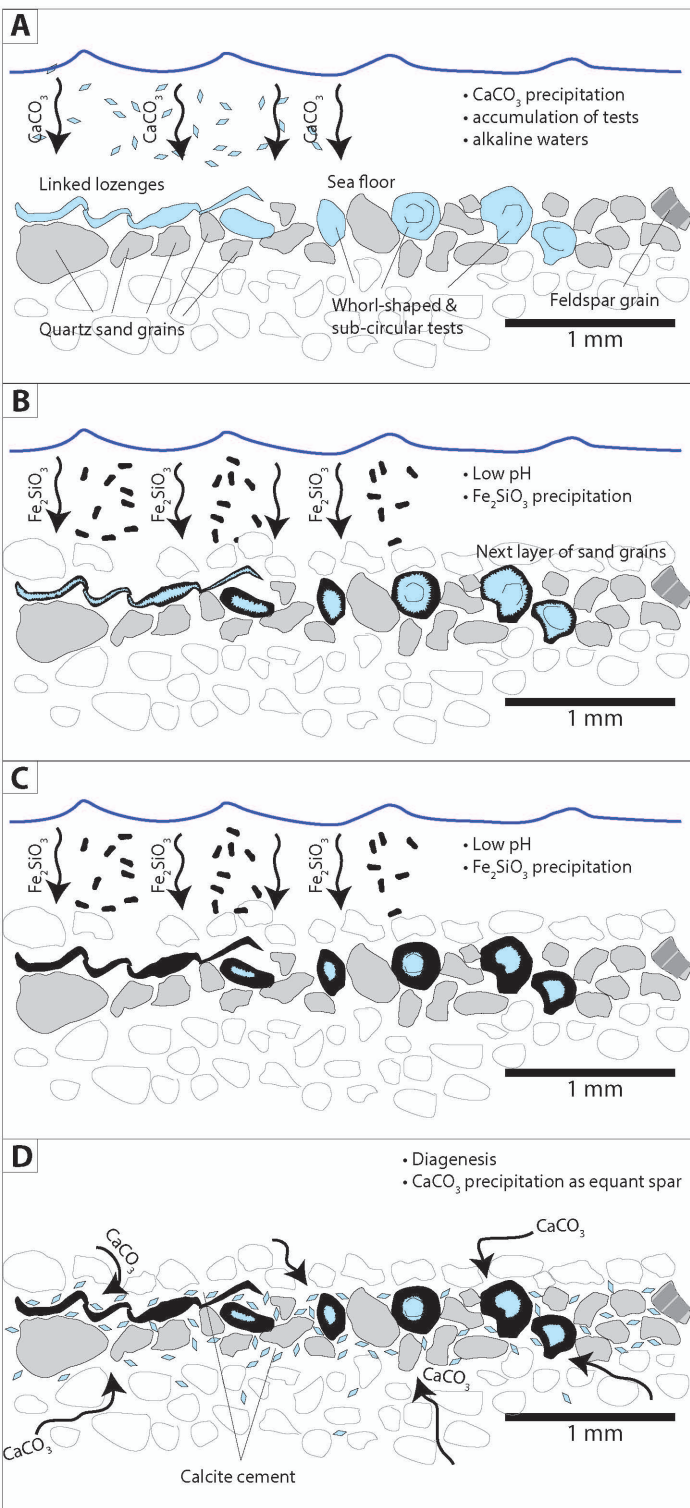 A
CaCO₃
CaCO₃
CaCO₃
• CaCO₃ precipitation
• accumulation of tests
• alkaline waters
Linked lozenges
Sea floor
Quartz sand grains
Whorl-shaped &
sub-circular tests
Feldspar grain
1 mm
B
Fe₂SiO₃
Fe₂SiO₃
Fe₂SiO₃
• Low pH
• Fe₂SiO₃ precipitation
Next layer of sand grains
1 mm
C
Fe₂SiO₃
Fe₂SiO₃
Fe₂SiO₃
• Low pH
• Fe₂SiO₃ precipitation
1 mm
D
• Diagenesis
• CaCO₃ precipitation as equant spar
CaCO₃
CaCO₃
CaCO₃
CaCO₃
1 mm
Calcite cement